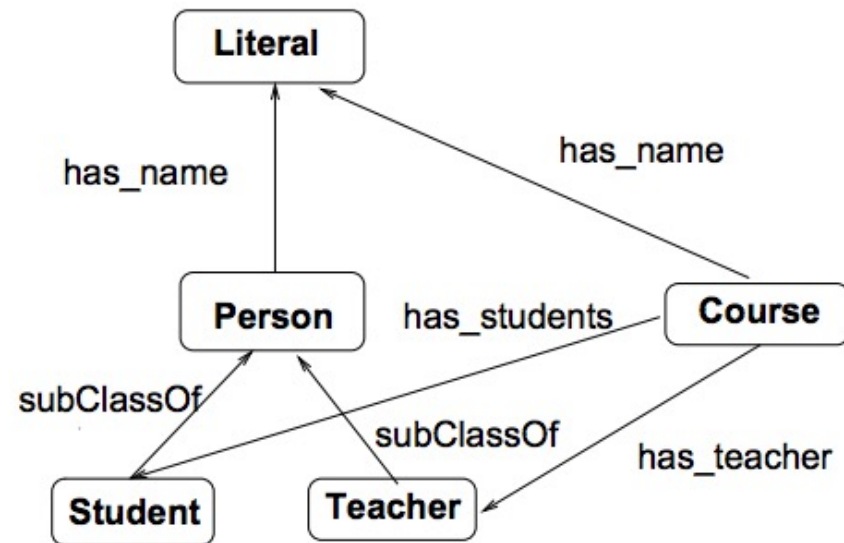 Literal
has_name
has_name
Person
has_students
Course
subClassOf
subClassOf
has_teacher
Student
Teacher